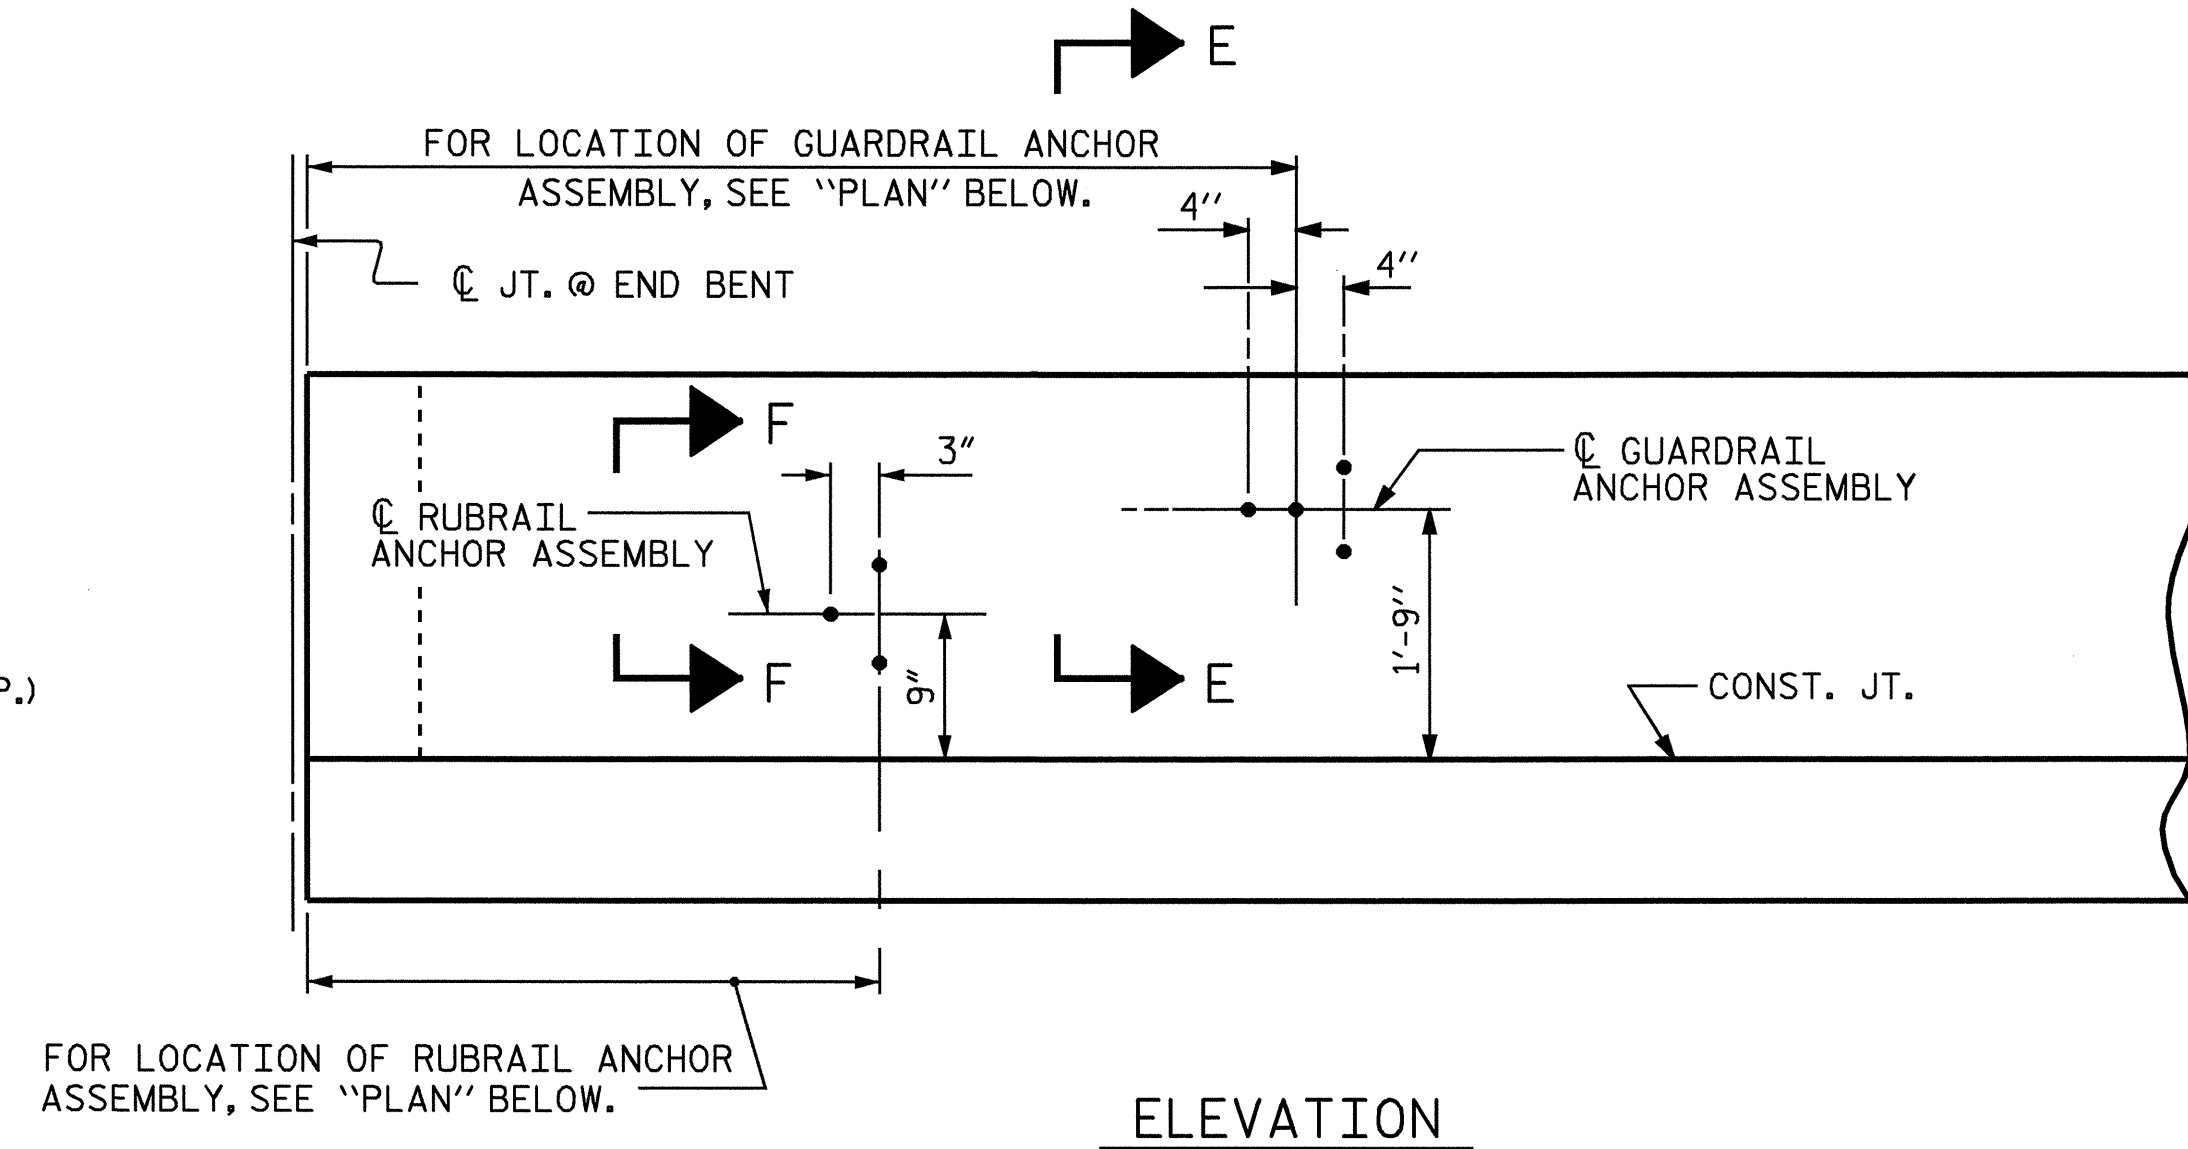 E
FOR LOCATION OF GUARDRAIL ANCHOR
ASSEMBLY, SEE "PLAN" BELOW.
4"
4"
℄ JT. @ END BENT
F
3"
℄ GUARDRAIL
ANCHOR ASSEMBLY
℄ RUBRAIL
ANCHOR ASSEMBLY
1'-9"
9"
F
E
CONST. JT.
P.)
FOR LOCATION OF RUBRAIL ANCHOR
ASSEMBLY, SEE "PLAN" BELOW.
ELEVATION